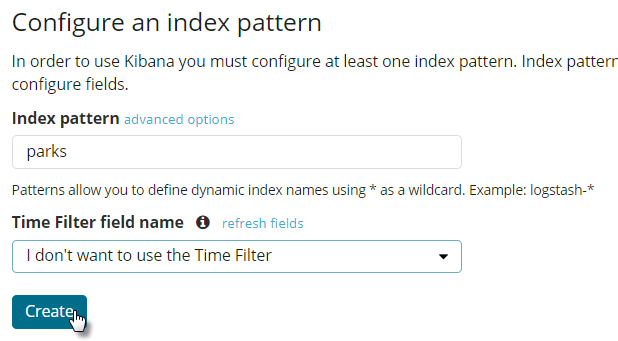 Configure an index pattern
In order to use Kibana you must configure at least one index pattern. Index pattern
configure fields.
Index pattern advanced options
parks
Patterns allow you to define dynamic index names using * as a wildcard. Example: logstash-*
Time Filter field name refresh fields
I don't want to use the Time Filter
Create